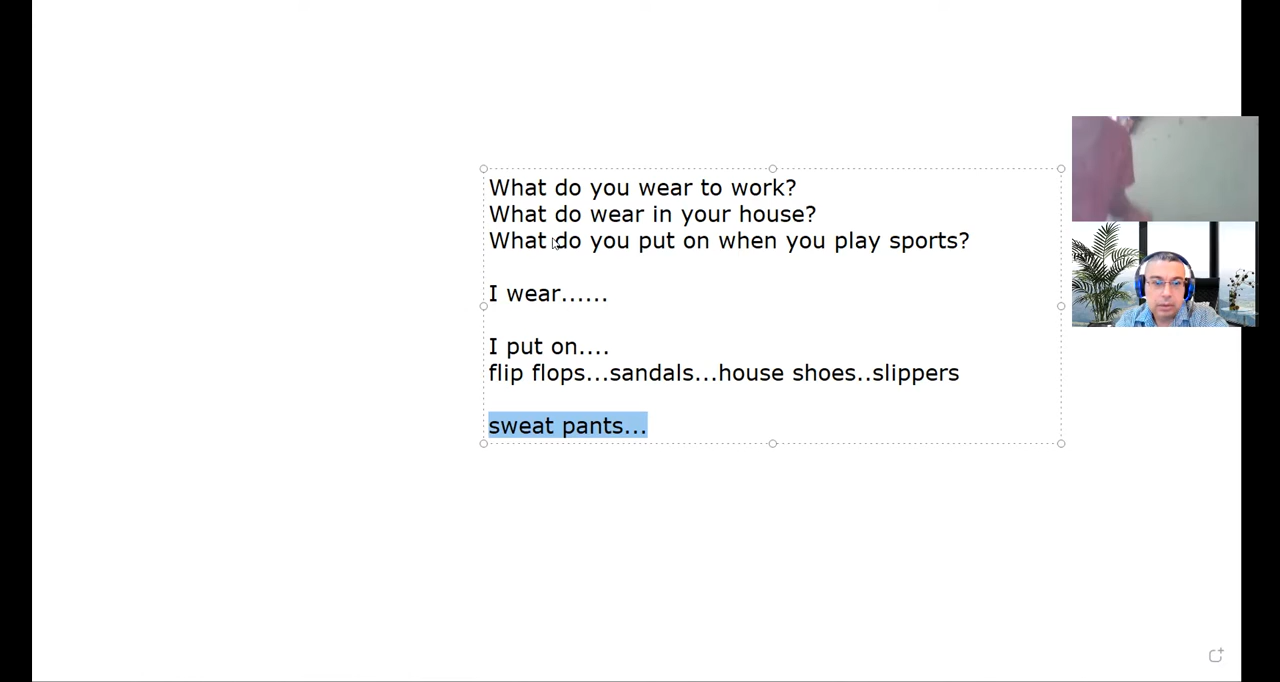 What do you wear to work?
What do wear in your house?
What do you put on when you play sports?
I wear......
I put on....
flip flops...sandals...house shoes..slippers
sweat pants...